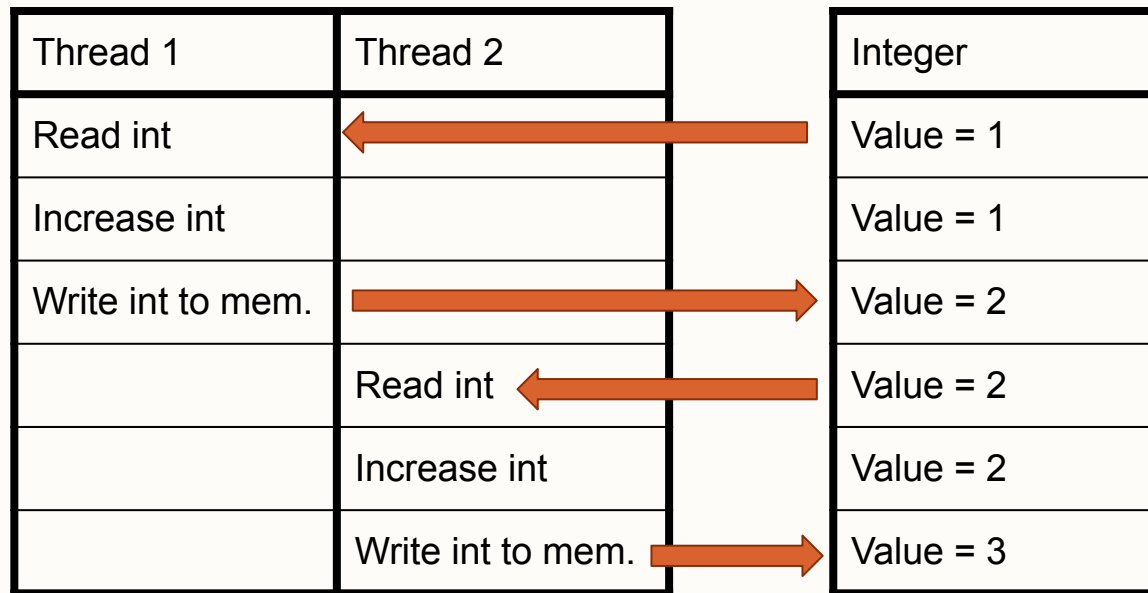 Thread 1 Thread 2 Integer
Read int Value = 1
Increase int Value = 1
Write int to mem. Value = 2
Read int Value = 2
Increase int Value = 2
Write int to mem. Value = 3